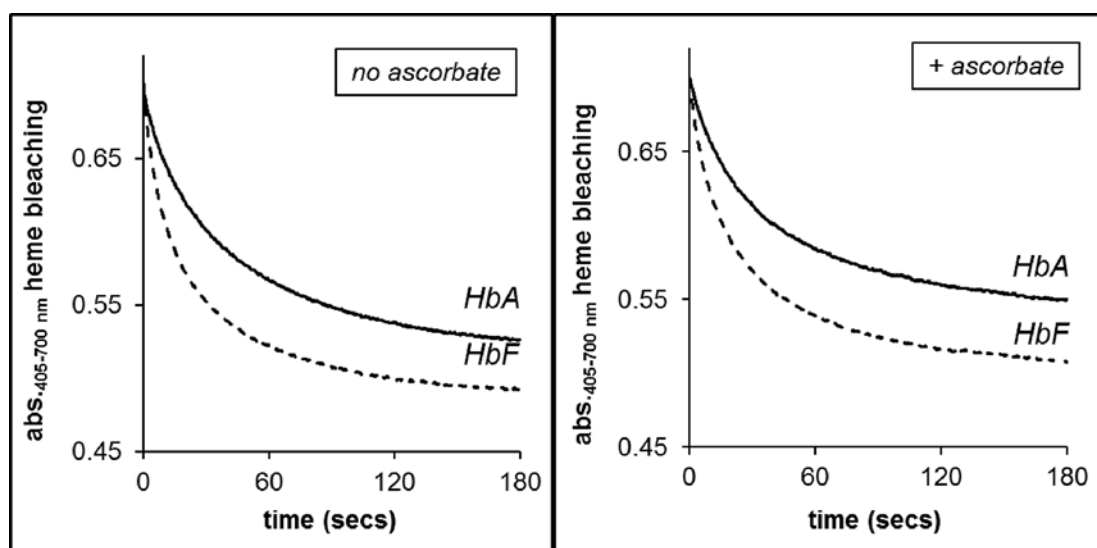 no ascorbate
abs.405-700 nm heme bleaching
0.65
0.55
0.45
HbA
HbF
0
60
120
180
time (secs)
+ ascorbate
abs.405-700 nm heme bleaching
0.65
0.55
0.45
HbA
HbF
0
60
120
180
time (secs)